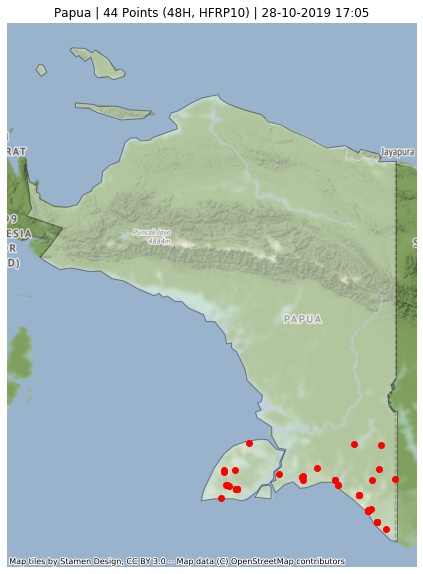 Papua | 44 Points (48H, HFRP10) | 28-10-2019 17:05
RAT
Jayapura
99
ESIA
R
D)
Puncak Jaya
4884m
S
PAPUA
Map tiles by Stamen Design, CC BY 3.0 -- Map data (C) OpenStreetMap contributors